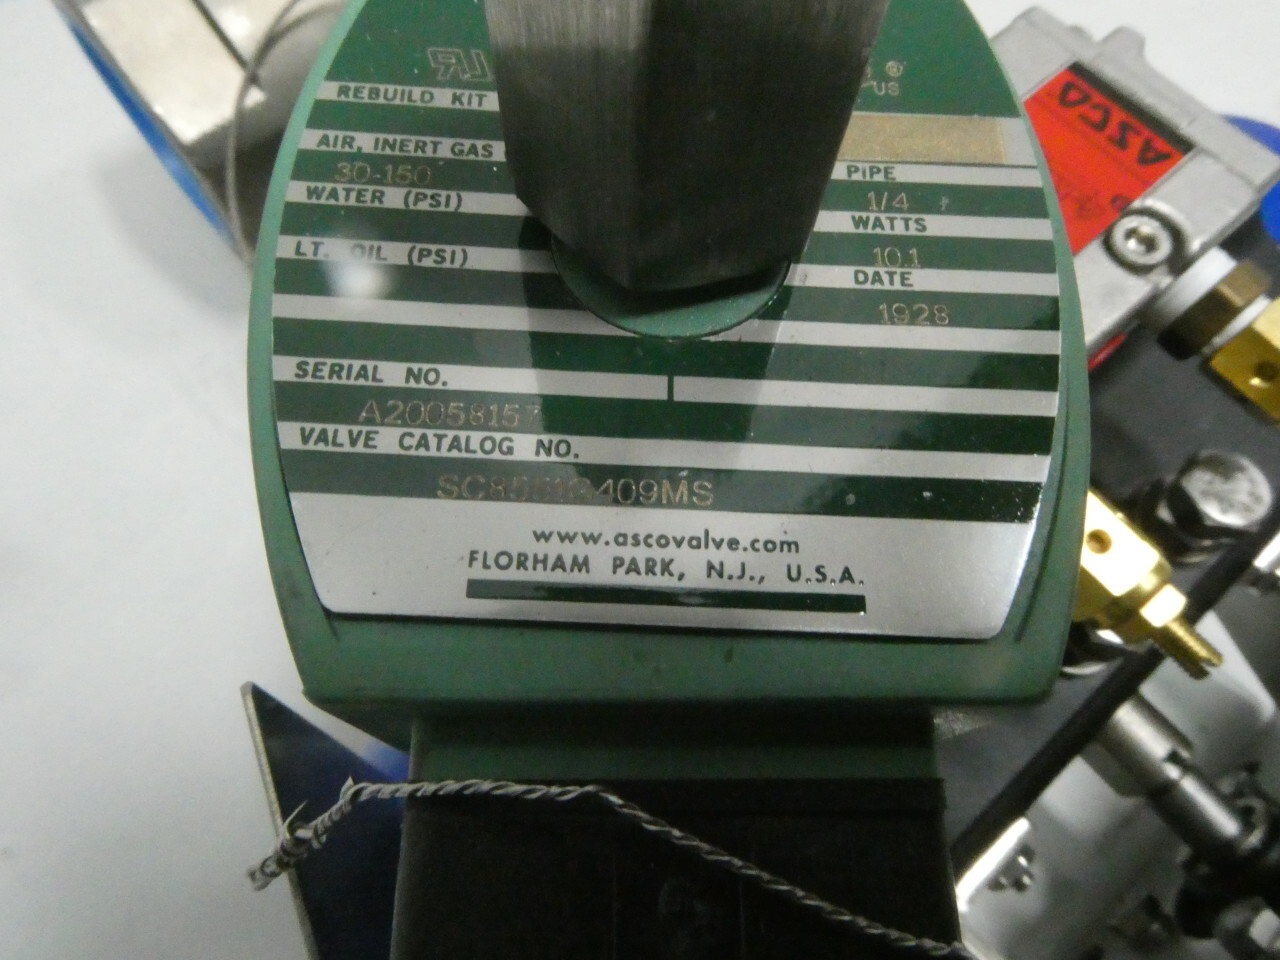 REBUILD KIT
US
AIR, INERT GAS
30-150
PIPE
WATER (PSI)
1/4
WATTS
LT. OIL (PSI)
10.1
DATE
1928
SERIAL NO.
A20058157
VALVE CATALOG NO.
www.ascovalve.com
FLORHAM PARK, N.J., U.S.A.
ASCO